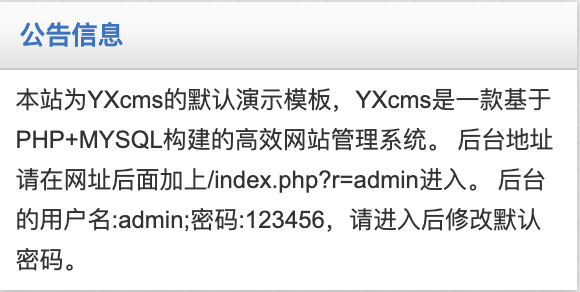 公告信息
本站为YXcms的默认演示模板，YXcms是一款基于
PHP+MYSQL构建的高效网站管理系统。 后台地址
请在网址后面加上/index.php?r=admin进入。 后台
的用户名:admin;密码:123456，请进入后修改默认
密码。